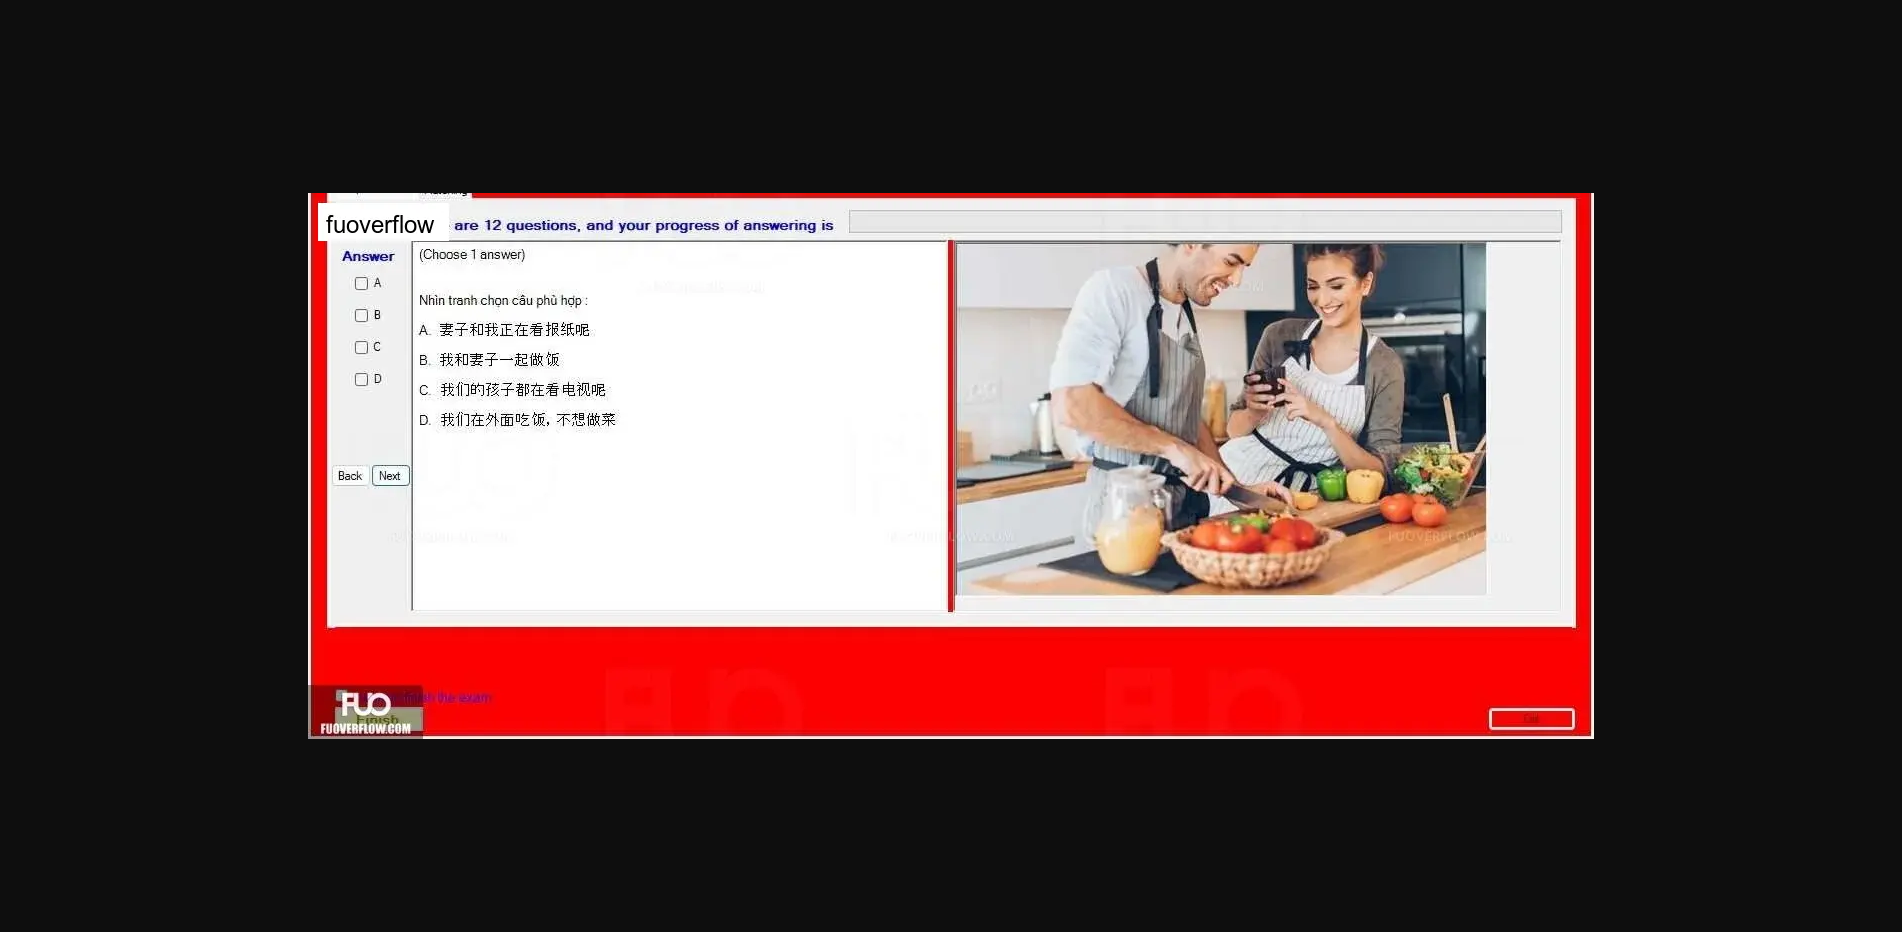 fuoverflow
are 12 questions, and your progress of answering is
Answer
(Choose 1 answer)
A
B
C
D
Nhìn tranh chọn câu phù hợp :
A. 妻子和我正在看报纸呢
B. 我和妻子一起做饭
C. 我们的孩子都在看电视呢
D. 我们在外面吃饭, 不想做菜
Back
Next
FUOVERFLOW.COM
the exam
FUO
Finish
FUOVERFLOW.COM
Exit